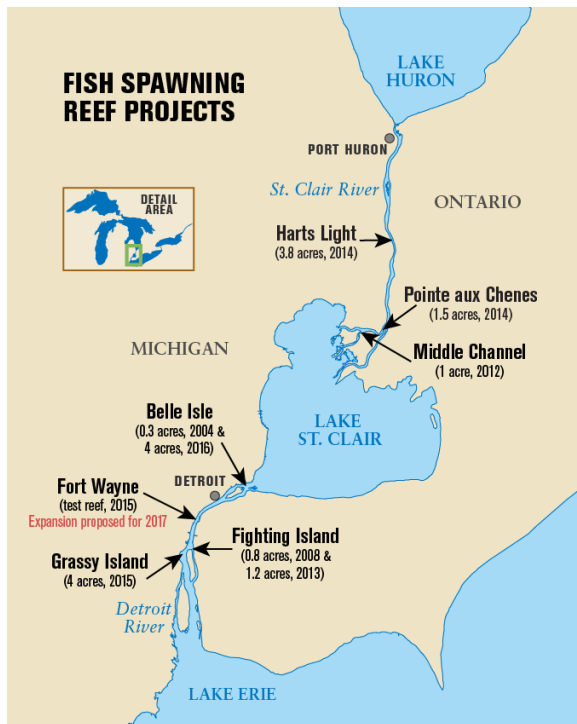 FISH SPAWNING
REEF PROJECTS
LAKE
HURON
PORT HURON
St. Clair River
DETAIL
AREA
ONTARIO
Harts Light
(3.8 acres, 2014)
Pointe aux Chenes
(1.5 acres, 2014)
MICHIGAN
Middle Channel
(1 acre, 2012)
Belle Isle
(0.3 acres, 2004 &
4 acres, 2016)
LAKE
ST. CLAIR
DETROIT
Fort Wayne
(test reef, 2015)
Expansion proposed for 2017
Fighting Island
(0.8 acres, 2008 &
1.2 acres, 2013)
Grassy Island
(4 acres, 2015)
Detroit
River
LAKE ERIE